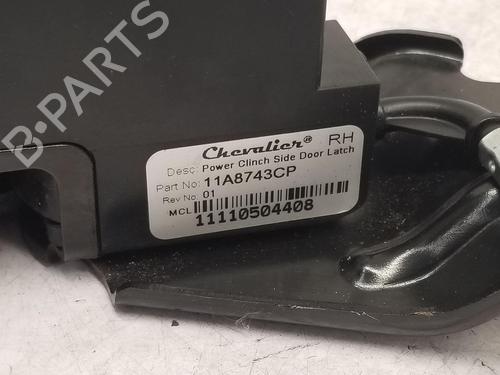 B-PARTS
Chevalier® RH
Desc: Power Clinch Side Door Latch
Part No: 11A8743CP
Rev No: 01
MCL 11110504408